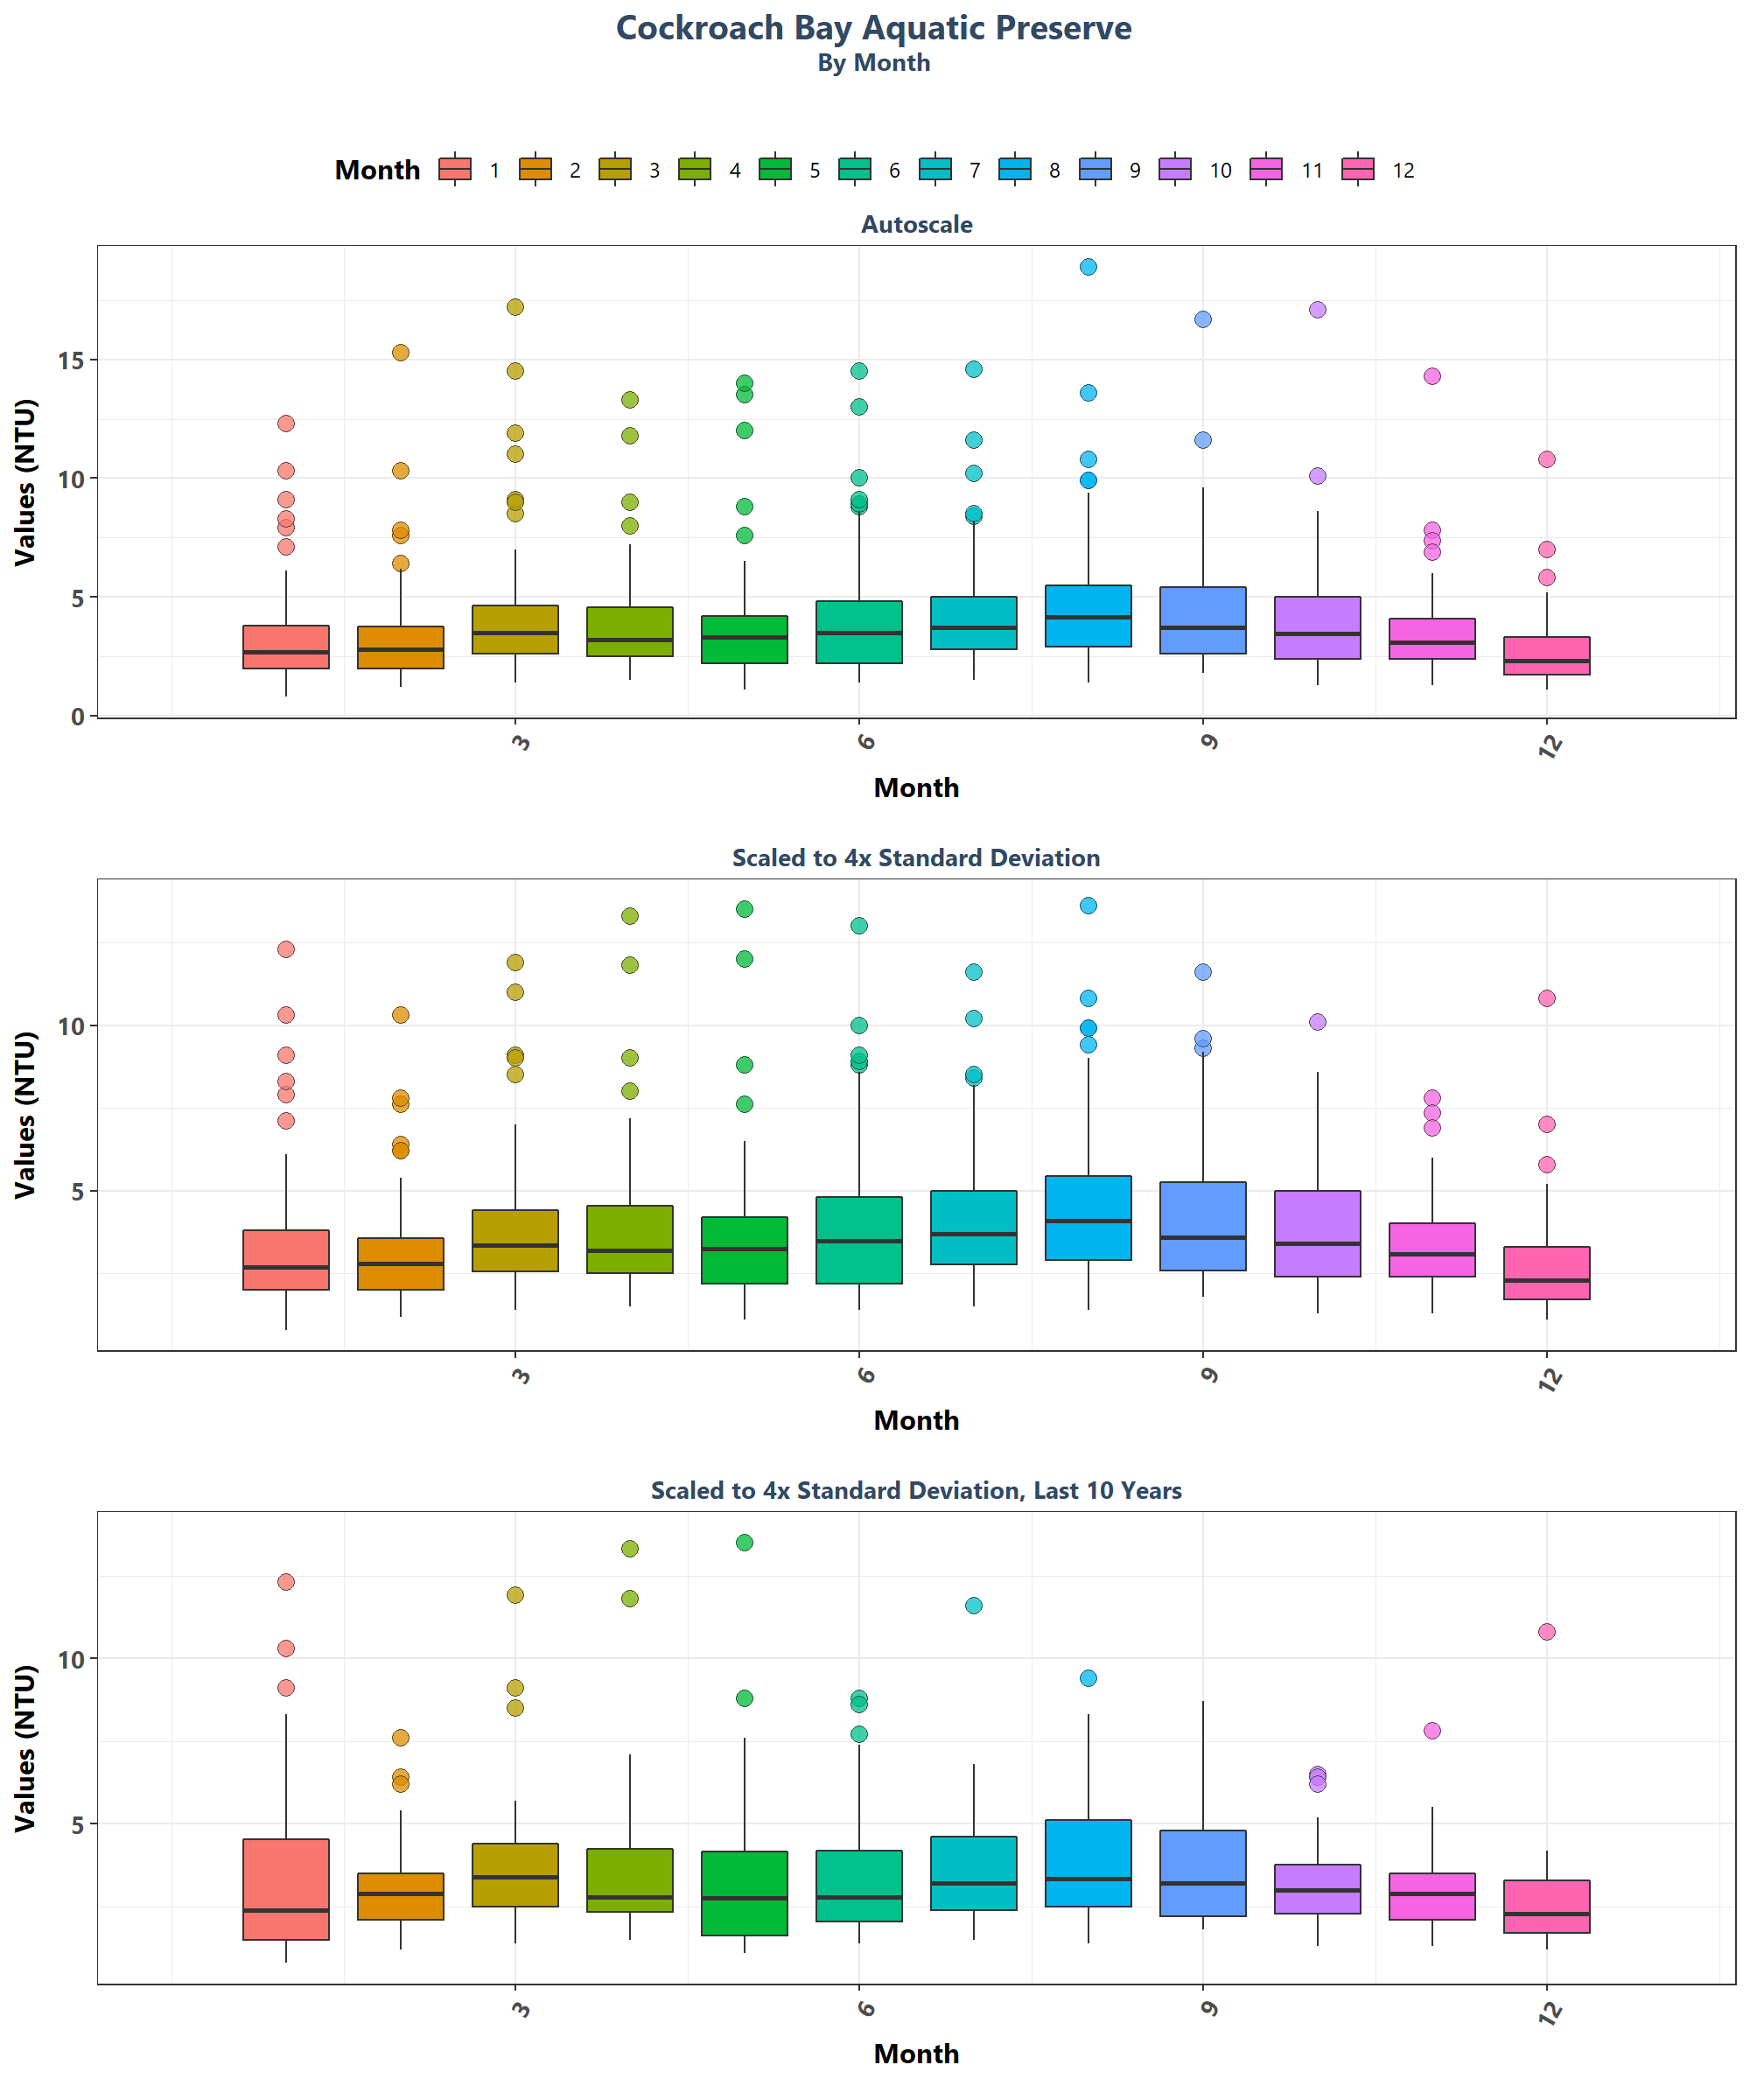 Cockroach Bay Aquatic Preserve
By Month
Month 1 2 3 4 5 6 7 8 9 10 11 12
Autoscale
Values (NTU)
15
10
5
0
3 6 9 12
Month
Scaled to 4x Standard Deviation
Values (NTU)
10
5
3 6 9 12
Month
Scaled to 4x Standard Deviation, Last 10 Years
Values (NTU)
10
5
3 6 9 12
Month